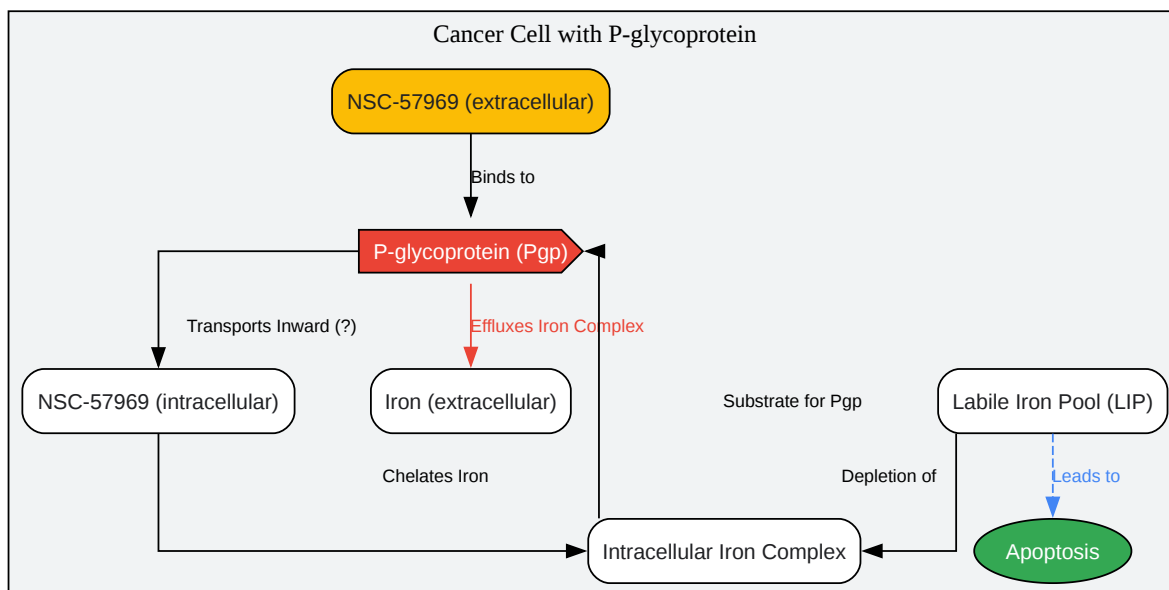 Cancer Cell with P-glycoprotein
NSC-57969 (extracellular)
Binds to
P-glycoprotein (Pgp)
Transports Inward (?)
Effluxes Iron Complex
NSC-57969 (intracellular)
Iron (extracellular)
Substrate for Pgp
Labile Iron Pool (LIP)
Chelates Iron
Depletion of
Leads to
Intracellular Iron Complex
Apoptosis